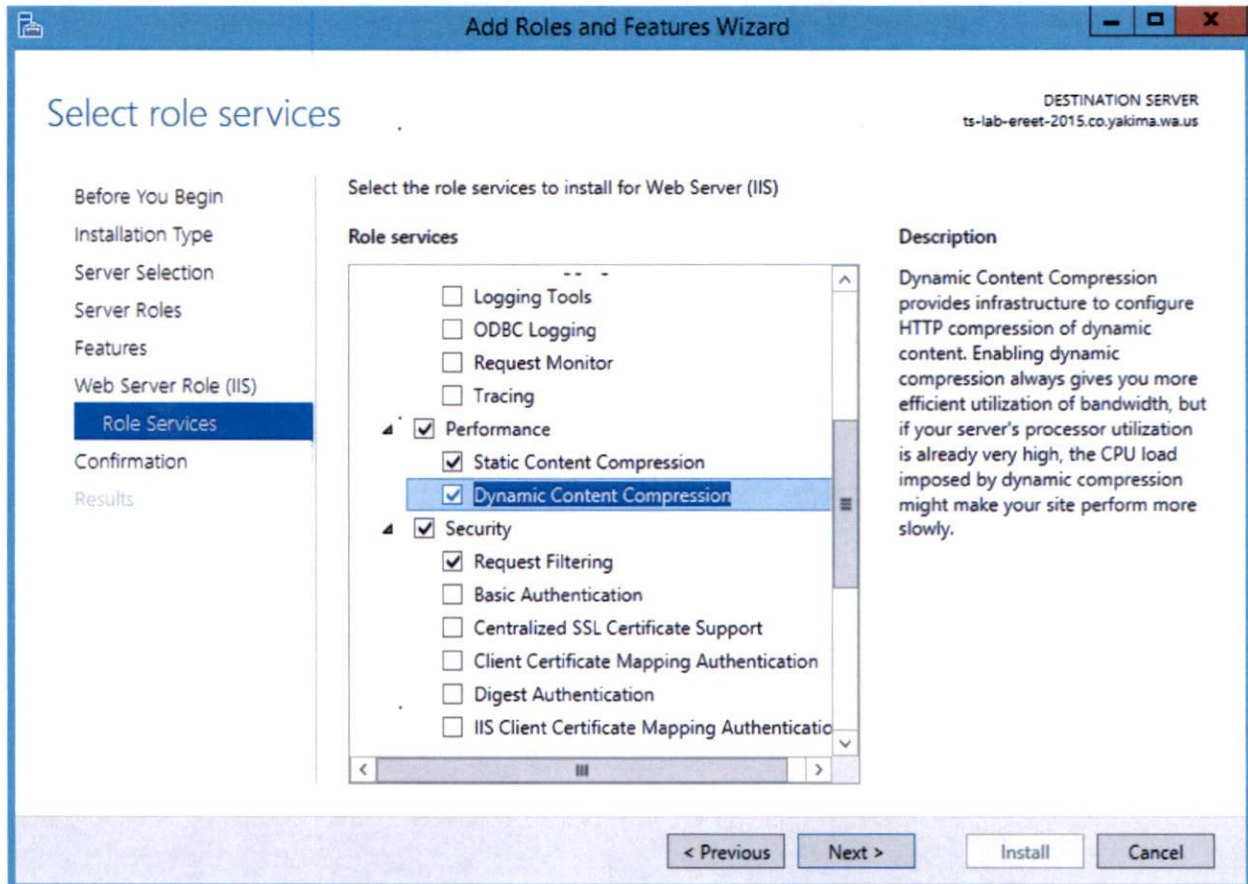 Add Roles and Features Wizard
Select role services
DESTINATION SERVER
ts-lab-ereet-2015.co.yakima.wa.us
Before You Begin
Installation Type
Server Selection
Server Roles
Features
Web Server Role (IIS)
Role Services
Confirmation
Results
Select the role services to install for Web Server (IIS)
Role services
Logging Tools
ODBC Logging
Request Monitor
Tracing
Performance
Static Content Compression
Dynamic Content Compression
Security
Request Filtering
Basic Authentication
Centralized SSL Certificate Support
Client Certificate Mapping Authentication
Digest Authentication
IIS Client Certificate Mapping Authenticatio
Description
Dynamic Content Compression
provides infrastructure to configure
HTTP compression of dynamic
content. Enabling dynamic
compression always gives you more
efficient utilization of bandwidth, but
if your server's processor utilization
is already very high, the CPU load
imposed by dynamic compression
might make your site perform more
slowly.
< Previous
Next >
Install
Cancel